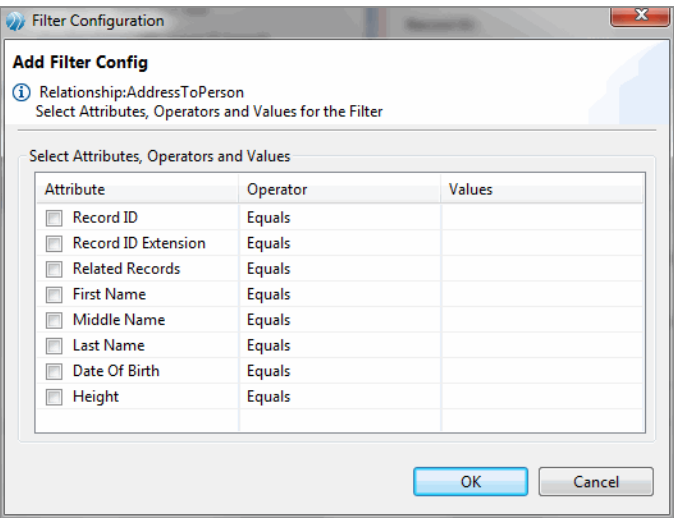 Filter Configuration
Add Filter Config
Relationship:AddressToPerson
Select Attributes, Operators and Values for the Filter
Select Attributes, Operators and Values
Attribute Operator Values
Record ID Equals
Record ID Extension Equals
Related Records Equals
First Name Equals
Middle Name Equals
Last Name Equals
Date Of Birth Equals
Height Equals
OK Cancel